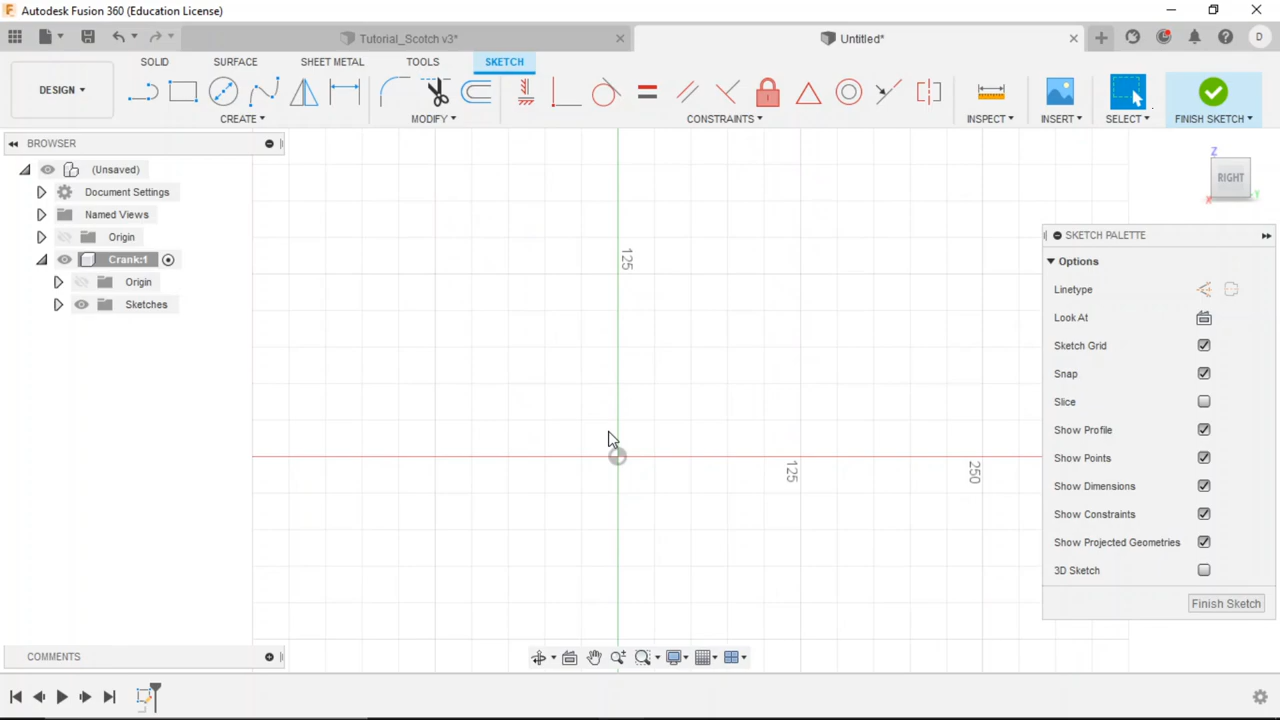 Autodesk Fusion 360 (Education License)
Tutorial_Scotch v3*
Untitled*
D
SOLID
SURFACE
SHEET METAL
TOOLS
SKETCH
DESIGN
CREATE
MODIFY
CONSTRAINTS
INSPECT
INSERT
SELECT
FINISH SKETCH
BROWSER
(Unsaved)
Document Settings
Named Views
Origin
Crank:1
Origin
Sketches
125
125
250
Z
RIGHT
X
Y
SKETCH PALETTE
Options
Linetype
Look At
Sketch Grid
Snap
Slice
Show Profile
Show Points
Show Dimensions
Show Constraints
Show Projected Geometries
3D Sketch
Finish Sketch
COMMENTS